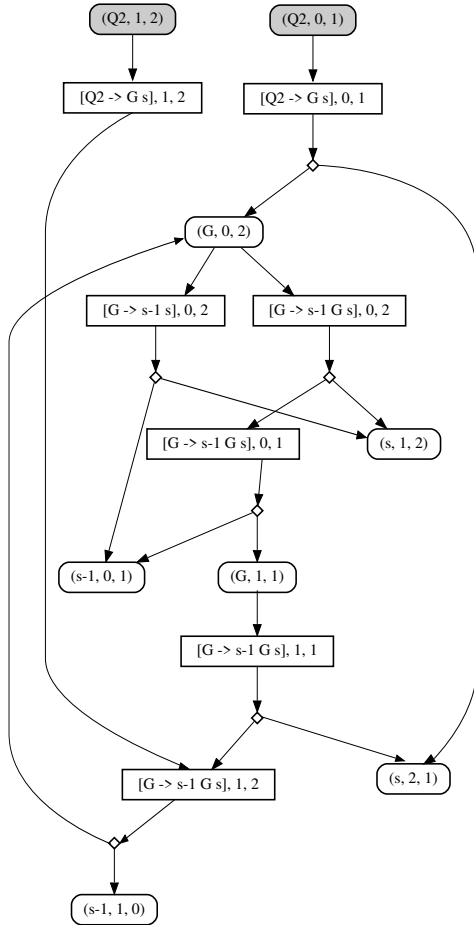 (Q2, 1, 2)
(Q2, 0, 1)
[Q2 -> G s], 1, 2
[Q2 -> G s], 0, 1
(G, 0, 2)
[G -> s-1 s], 0, 2
[G -> s-1 G s], 0, 2
[G -> s-1 G s], 0, 1
(s, 1, 2)
(s-1, 0, 1)
(G, 1, 1)
[G -> s-1 G s], 1, 1
[G -> s-1 G s], 1, 2
(s, 2, 1)
(s-1, 1, 0)